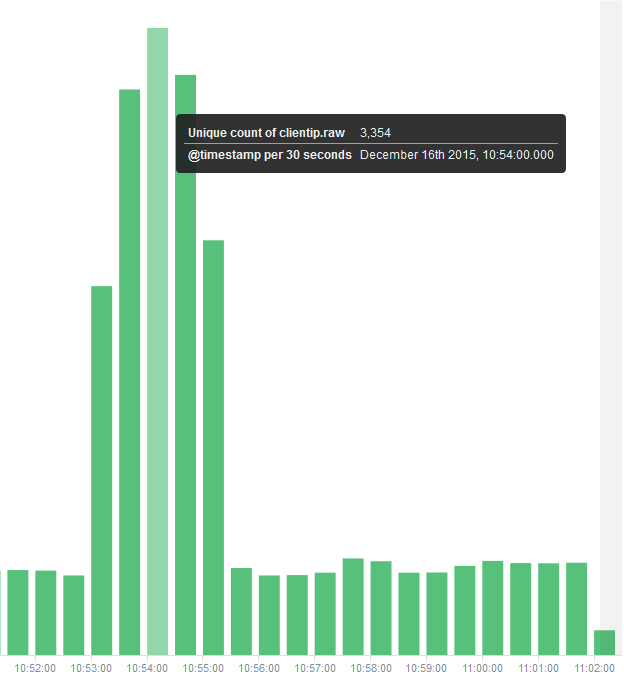 Unique count of clientip.raw 3,354
@timestamp per 30 seconds December 16th 2015, 10:54:00.000
10:52:00 10:53:00 10:54:00 10:55:00 10:56:00 10:57:00 10:58:00 10:59:00 11:00:00 11:01:00 11:02:00